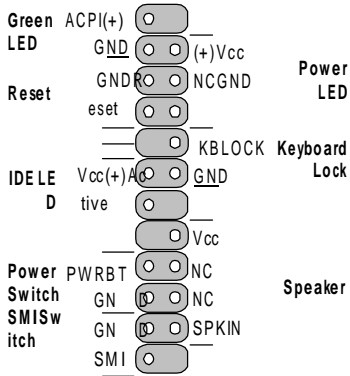 Green LED
ACPI(+)
GND
(+)Vcc
Power LED
Reset
GNDR
NCGND
eset
KBLOCK
Keyboard Lock
IDE LE D
Vcc(+)Ac
GND
tive
Vcc
Power Switch
PWRBT
NC
GN D
NC
Speaker
SMISw itch
GN D
SPKIN
SMI